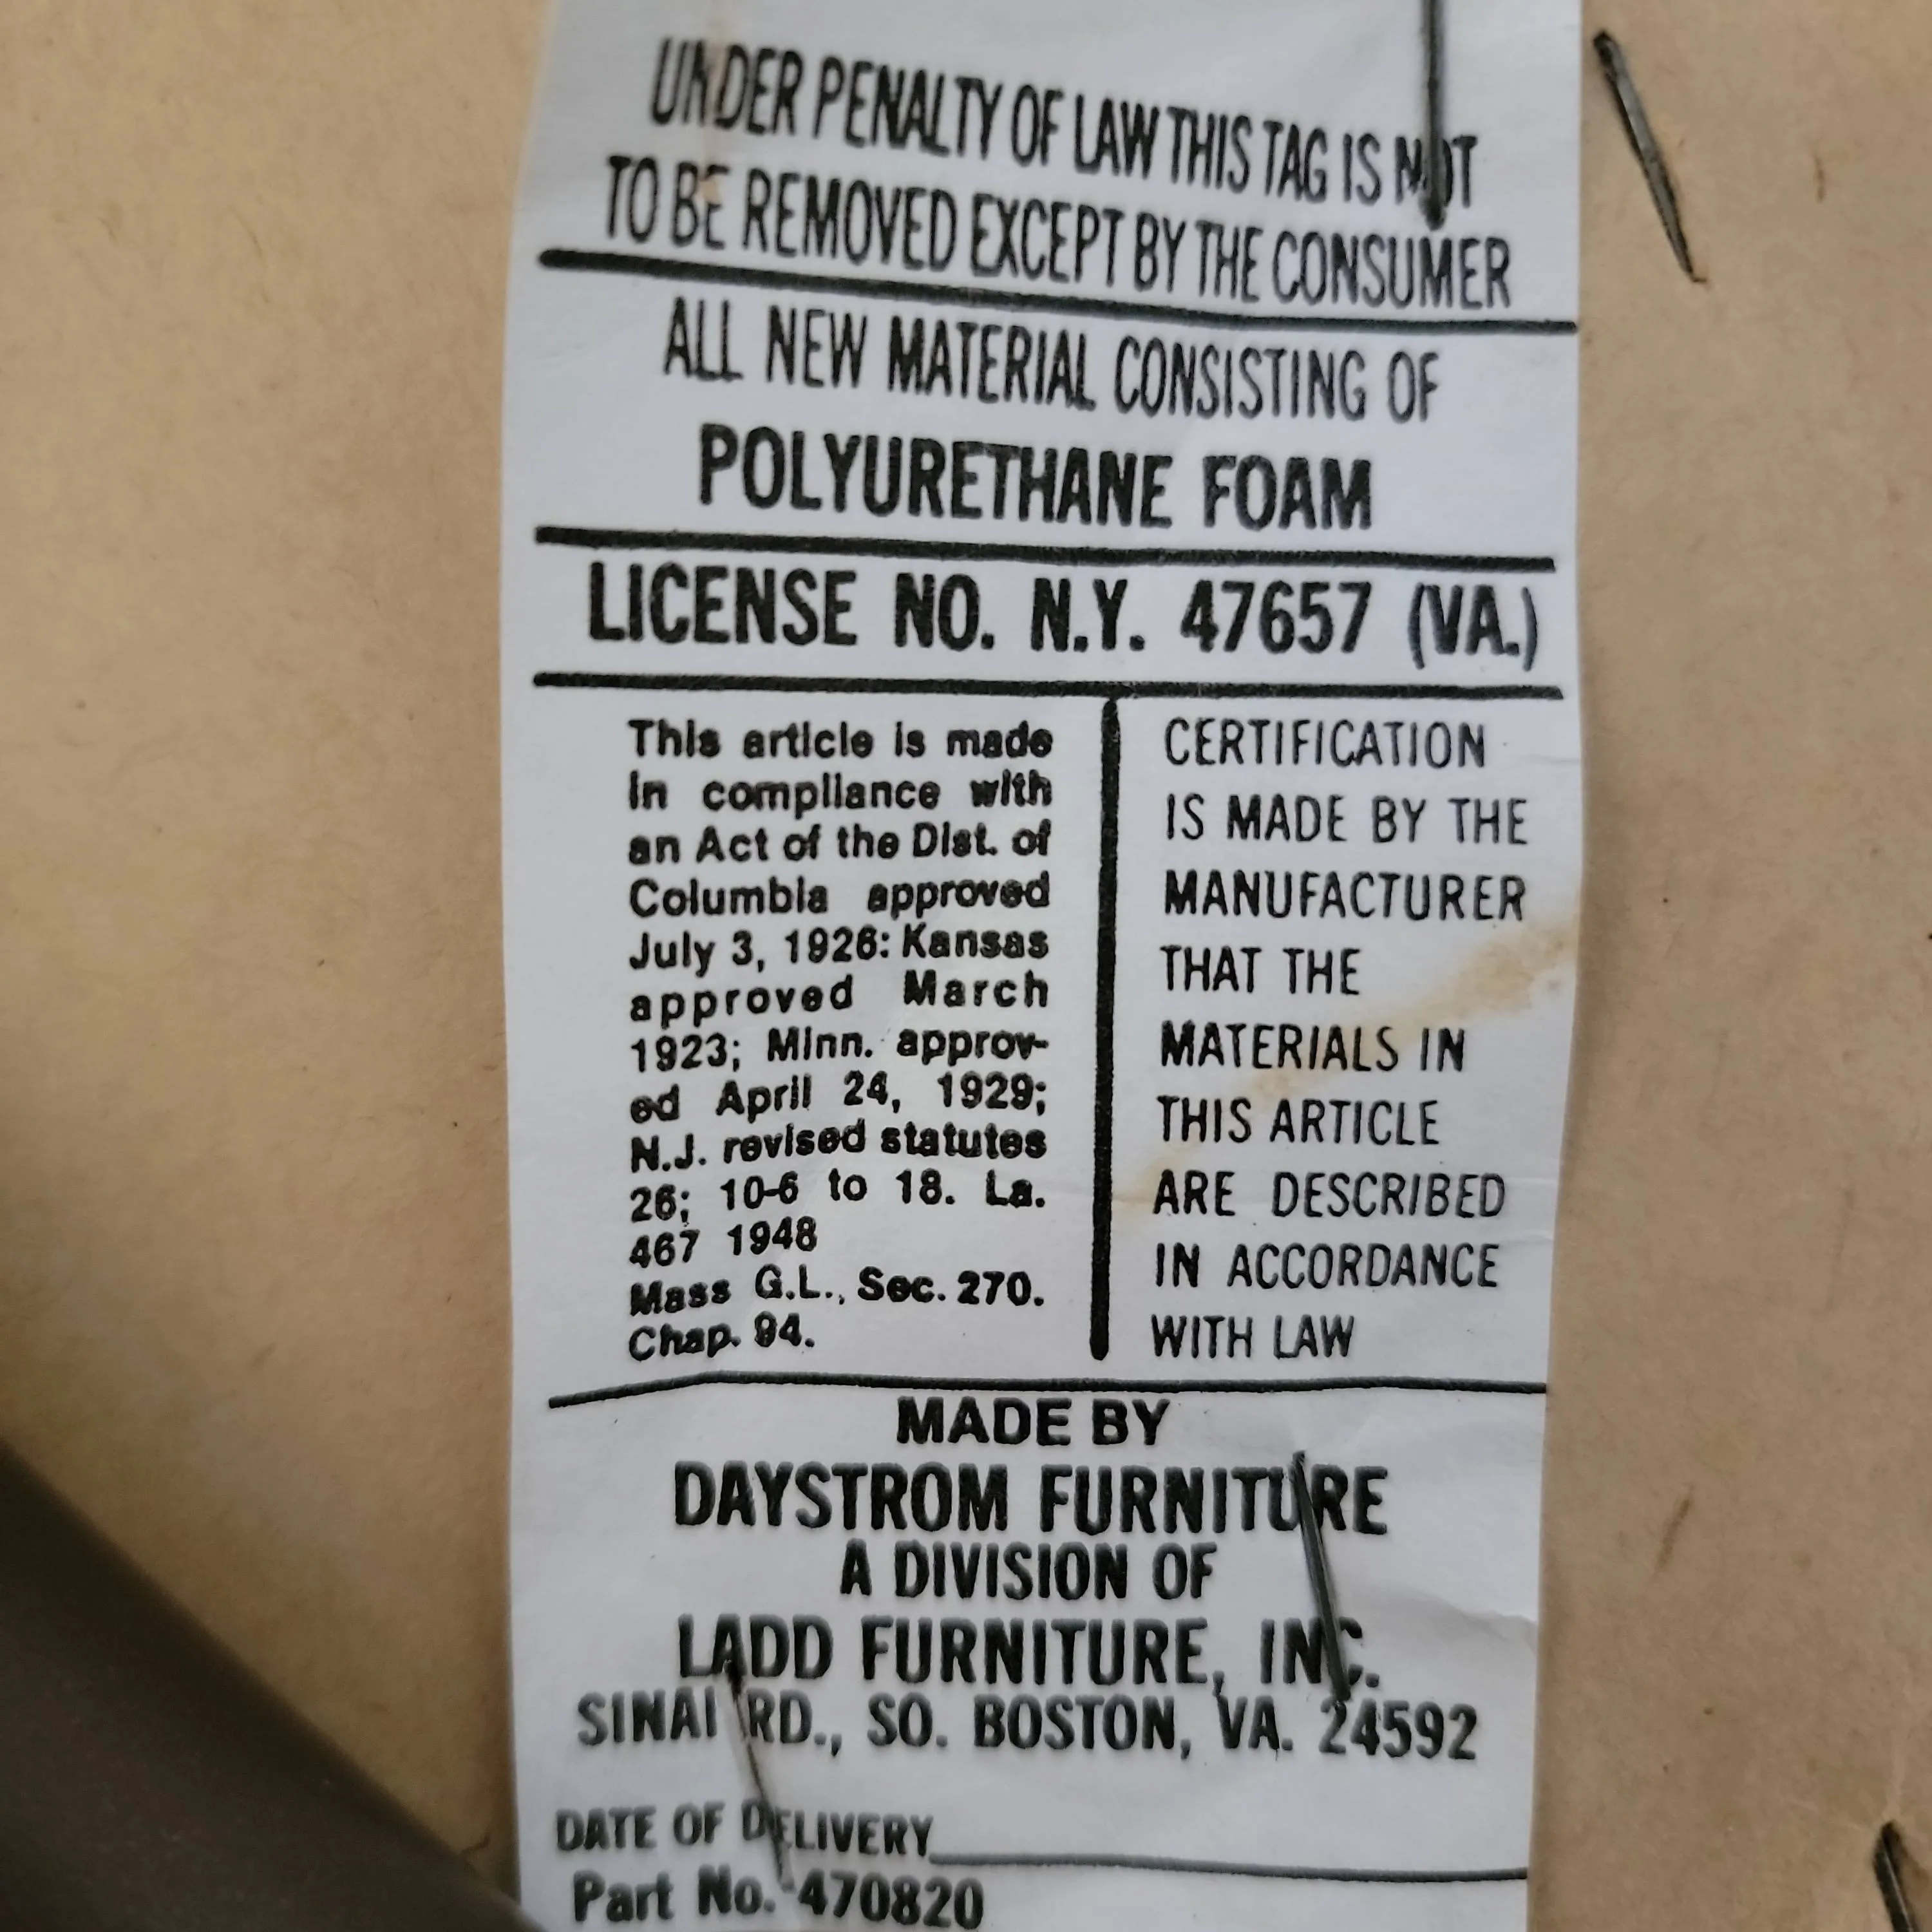 UNDER PENALTY OF LAW THIS TAG IS NOT
TO BE REMOVED EXCEPT BY THE CONSUMER
ALL NEW MATERIAL CONSISTING OF
POLYURETHANE FOAM
LICENSE NO. N.Y. 47657 (VA.)
This article is made
in compliance with
an Act of the Dist. of
Columbia approved
July 3, 1926: Kansas
approved March
1923; Minn. approv-
ed April 24, 1929;
N.J. revised statutes
26; 10-6 to 18. La.
467 1948
Mass G.L., Sec. 270.
Chap. 94.
CERTIFICATION
IS MADE BY THE
MANUFACTURER
THAT THE
MATERIALS IN
THIS ARTICLE
ARE DESCRIBED
IN ACCORDANCE
WITH LAW
MADE BY
DAYSTROM FURNITURE
A DIVISION OF
LADD FURNITURE, INC.
SINAI RD., SO. BOSTON, VA. 24592
DATE OF DELIVERY
Part No. 470820